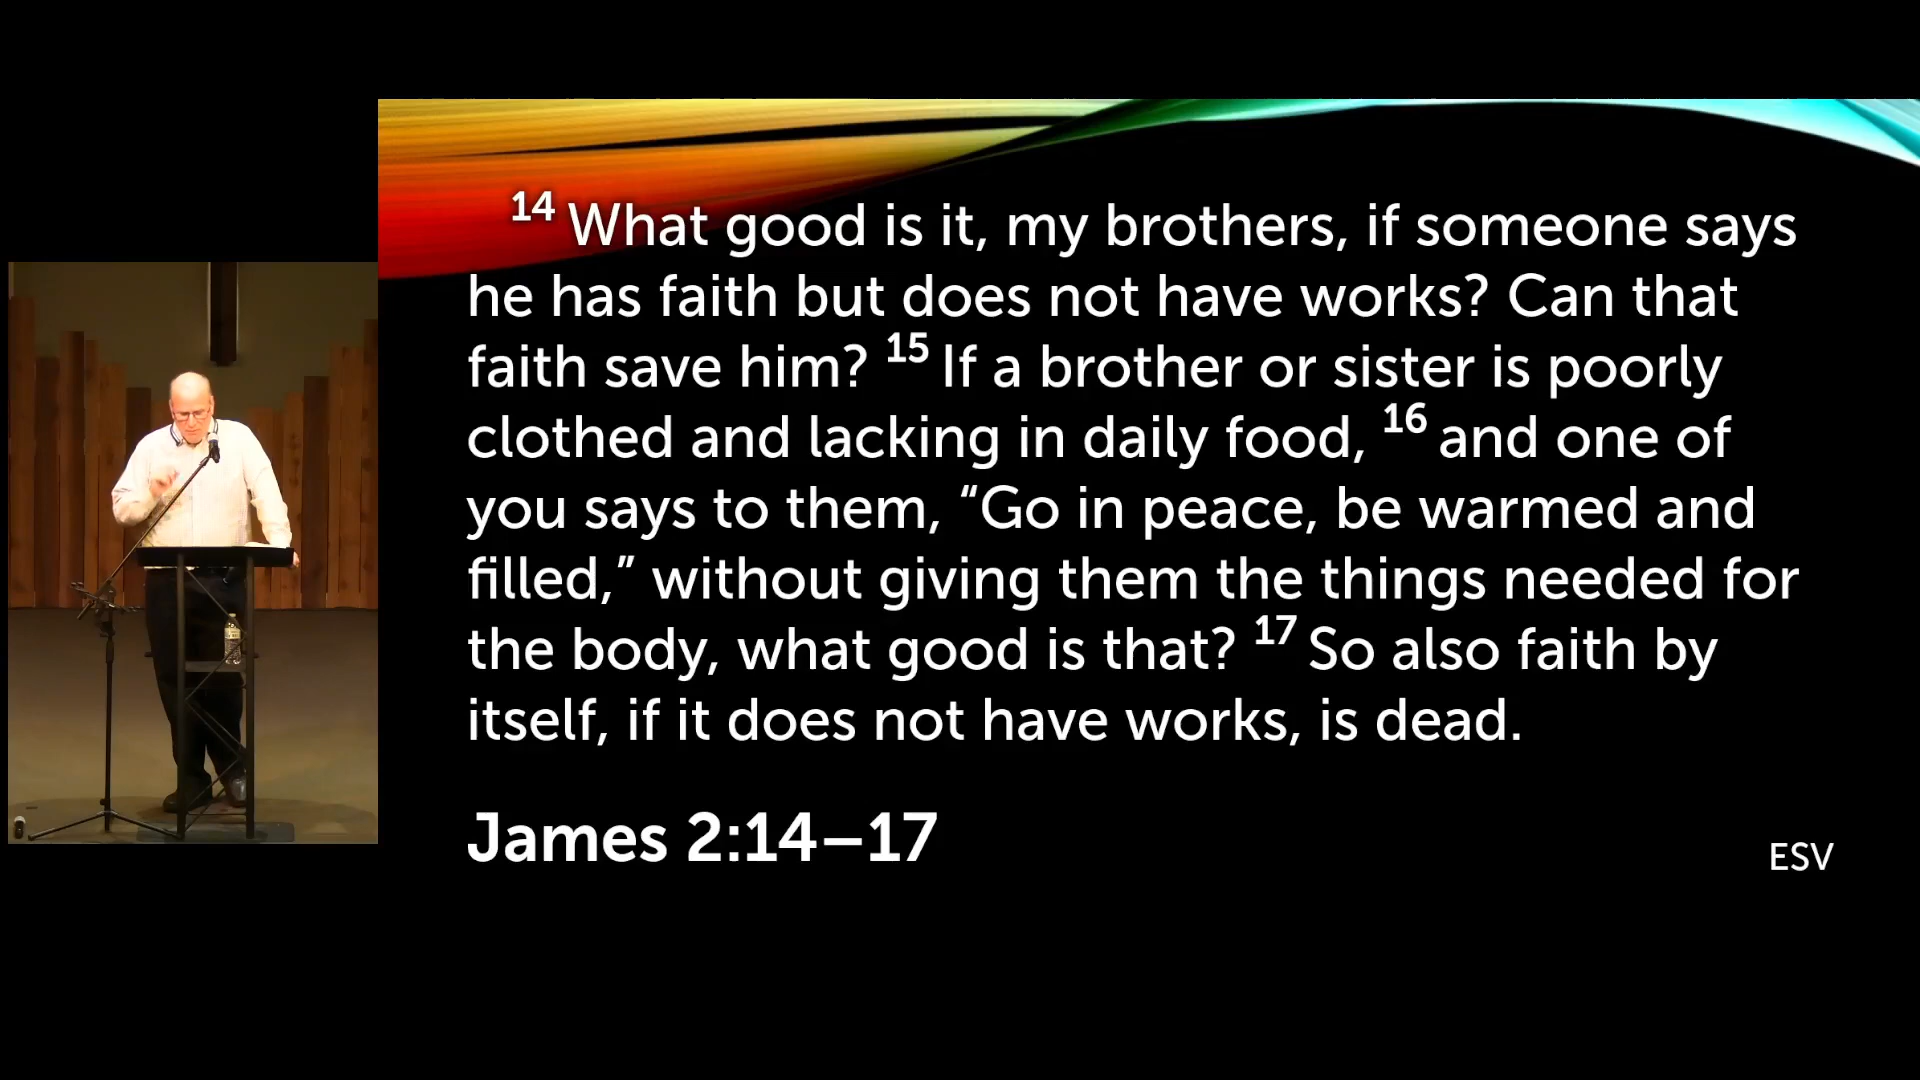 14 What good is it, my brothers, if someone says
he has faith but does not have works? Can that
faith save him? 15 If a brother or sister is poorly
clothed and lacking in daily food, 16 and one of
you says to them, “Go in peace, be warmed and
filled,” without giving them the things needed for
the body, what good is that? 17 So also faith by
itself, if it does not have works, is dead.
James 2:14–17
ESV